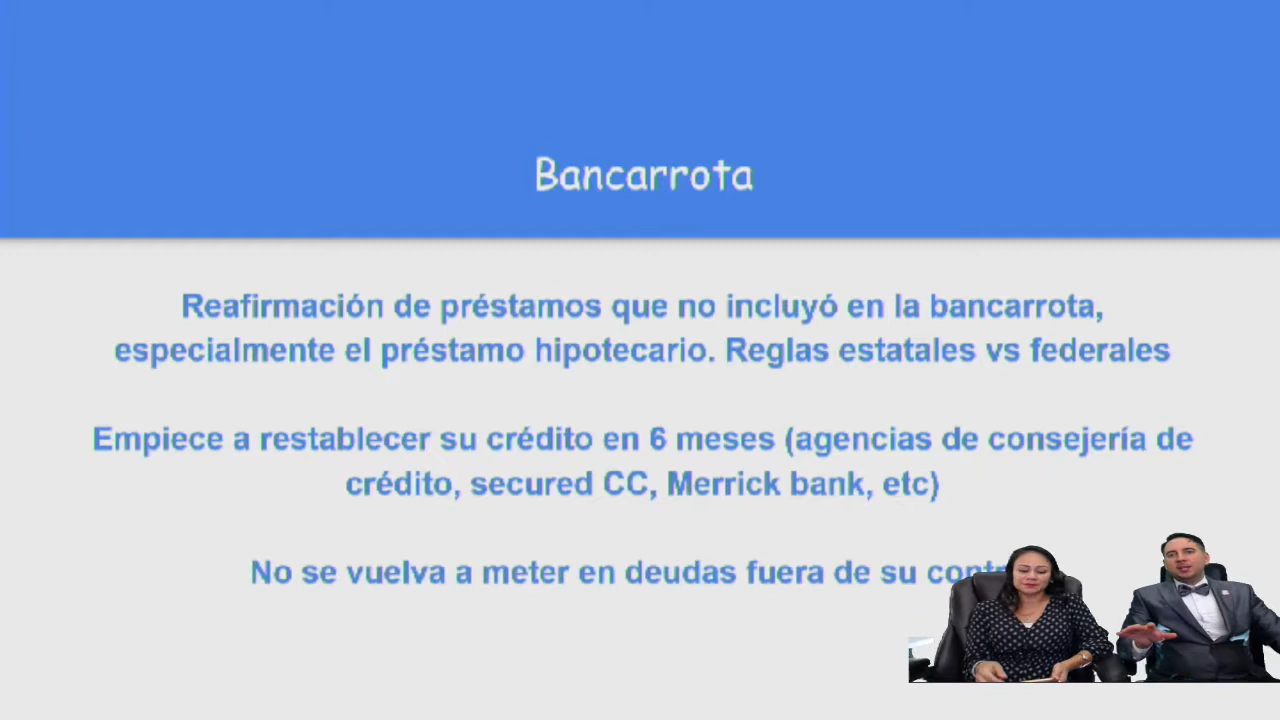 Bancarrota
Reafirmación de préstamos que no incluyó en la bancarrota,
especialmente el préstamo hipotecario. Reglas estatales vs federales
Empiece a restablecer su crédito en 6 meses (agencias de consejería de
crédito, secured CC, Merrick bank, etc)
No se vuelva a meter en deudas fuera de su